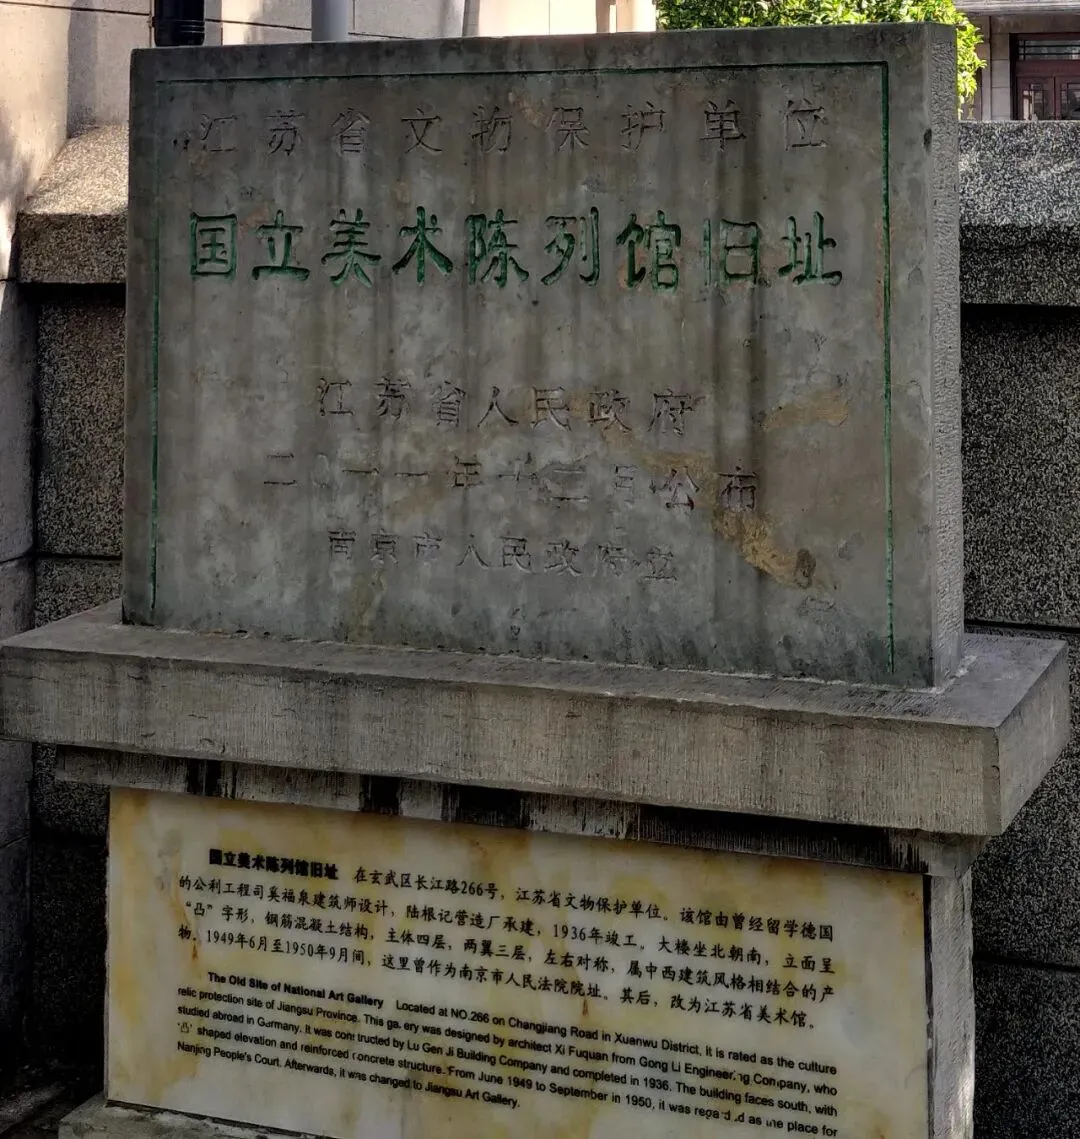 江苏省文物保护单位
国立美术陈列馆旧址
江苏省人民政府
二〇一一年十二月公布
南京市人民政府立
国立美术陈列馆旧址 在玄武区长江路266号，江苏省文物保护单位。该馆由曾经留学德国
的公利工程司奚福泉建筑师设计，陆根记营造厂承建，1936年竣工。大楼坐北朝南，立面呈
“凸”字形，钢筋混凝土结构，主体四层，两翼三层，左右对称，属中西建筑风格相结合的产
物。1949年6月至1950年9月间，这里曾作为南京市人民法院院址。其后，改为江苏省美术馆。
The Old Site of National Art Gallery Located at NO.266 on Changjiang Road in Xuanwu District, it is rated as the culture
relic protection site of Jiangsu Province. This gallery was designed by architect Xi Fuquan from Gong Li Engineering Company, who
studied abroad in Germany. It was constructed by Lu Gen Ji Building Company and completed in 1936. The building faces south, with
'凸' shaped elevation and reinforced concrete structure. From June 1949 to September in 1950, it was regarded as the place for
Nanjing People's Court. Afterwards, it was changed to Jiangsu Art Gallery.